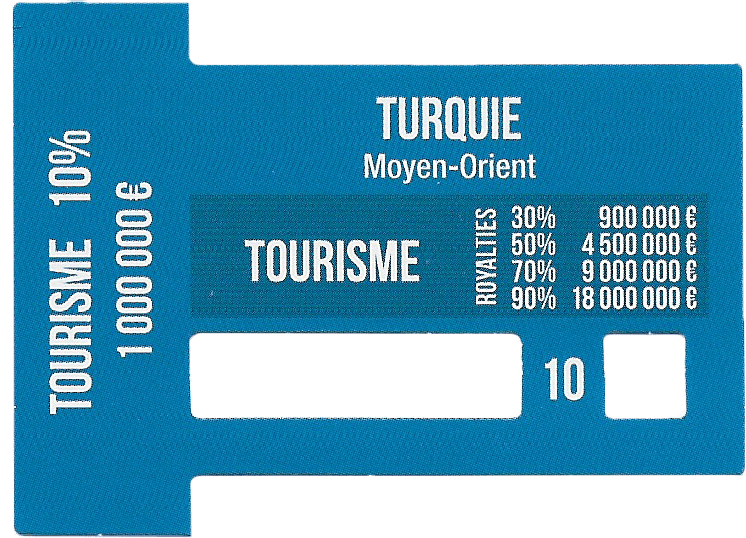 TOURISME 10%
1 000 000 €
TURQUIE
Moyen-Orient
TOURISME
ROYALTIES
30% 900 000 €
50% 4 500 000 €
70% 9 000 000 €
90% 18 000 000 €
10